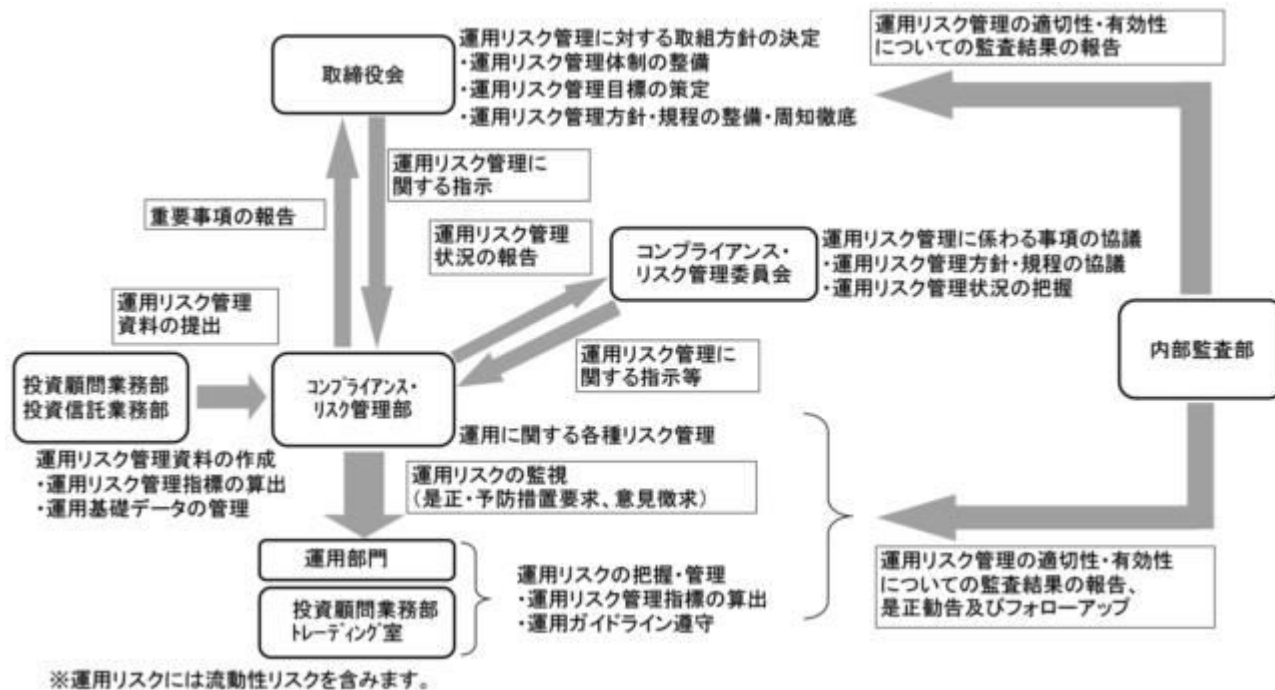 取締役会
運用リスク管理に対する取組方針の決定
・運用リスク管理体制の整備
・運用リスク管理目標の策定
・運用リスク管理方針・規程の整備・周知徹底
運用リスク管理の適切性・有効性
についての監査結果の報告
運用リスク管理に
関する指示
重要事項の報告
運用リスク管理
状況の報告
コンプライアンス・
リスク管理委員会
運用リスク管理に係わる事項の協議
・運用リスク管理方針・規程の協議
・運用リスク管理状況の把握
運用リスク管理
資料の提出
運用リスク管理に
関する指示等
内部監査部
投資顧問業務部
投資信託業務部
コンプライアンス・
リスク管理部
運用に関する各種リスク管理
運用リスク管理資料の作成
・運用リスク管理指標の算出
・運用基礎データの管理
運用リスクの監視
（是正・予防措置要求、意見徴求）
運用部門
投資顧問業務部
トレーディング室
運用リスクの把握・管理
・運用リスク管理指標の算出
・運用ガイドライン遵守
運用リスク管理の適切性・有効性
についての監査結果の報告、
是正勧告及びフォローアップ
※運用リスクには流動性リスクを含みます。